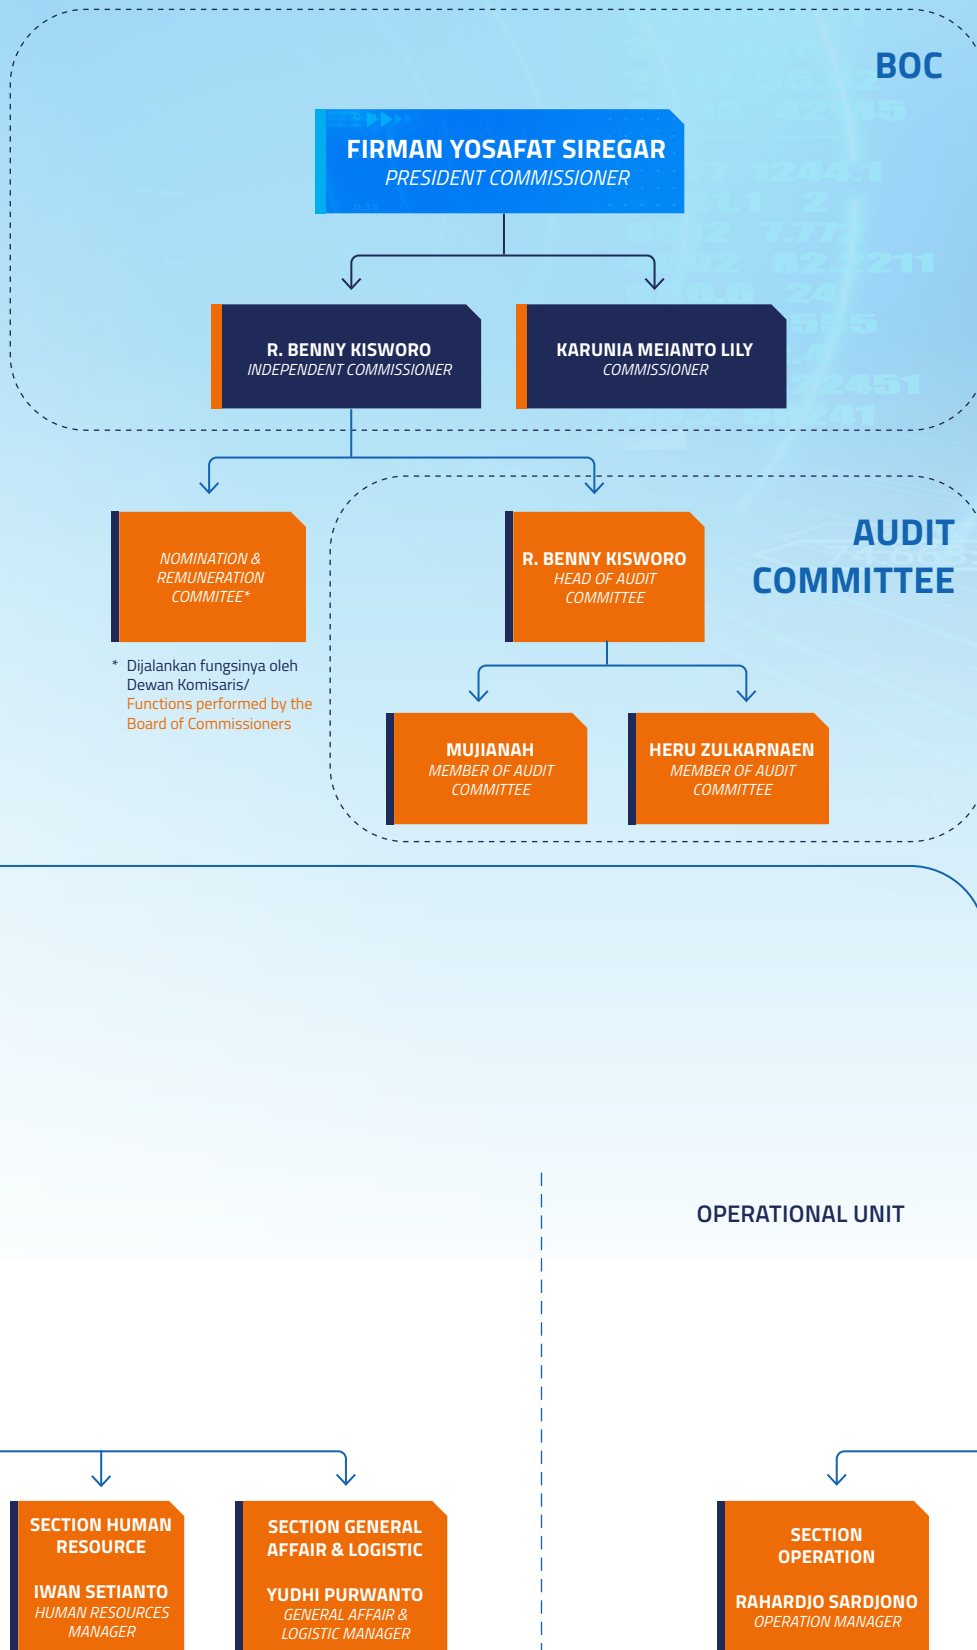 BOC
FIRMAN YOSAFAT SIREGAR
PRESIDENT COMMISSIONER
R. BENNY KISWORO
INDEPENDENT COMMISSIONER
KARUNIA MEIANTO LILY
COMMISSIONER
NOMINATION &
REMUNERATION
COMMITEE*
* Dijalankan fungsinya oleh
Dewan Komisaris/
Functions performed by the
Board of Commissioners
AUDIT
COMMITTEE
R. BENNY KISWORO
HEAD OF AUDIT
COMMITTEE
MUJIANAH
MEMBER OF AUDIT
COMMITTEE
HERU ZULKARNAEN
MEMBER OF AUDIT
COMMITTEE
OPERATIONAL UNIT
SECTION HUMAN
RESOURCE
IWAN SETIANTO
HUMAN RESOURCES
MANAGER
SECTION GENERAL
AFFAIR & LOGISTIC
YUDHI PURWANTO
GENERAL AFFAIR &
LOGISTIC MANAGER
SECTION
OPERATION
RAHARDJO SARDJONO
OPERATION MANAGER